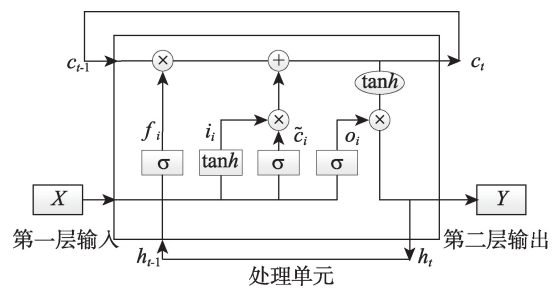 c_{t-1}
×
+
c_t
tanh
f_i
i_i
×
c̃_i
o_i
×
σ
tanh
σ
σ
X
Y
第一层输入
h_{t-1}
h_t
第二层输出
处理单元